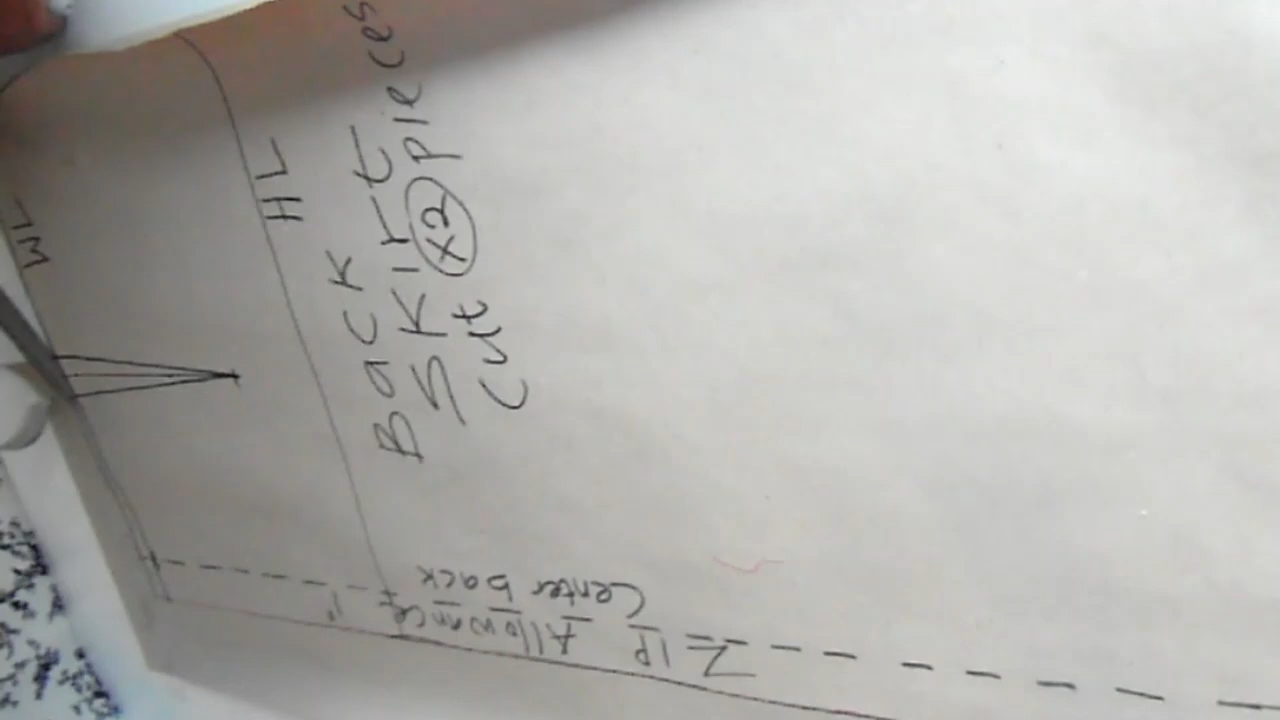 WL
HL
Back
Skirt
Cut X2 pieces
1"
Center back
Zip Allowance